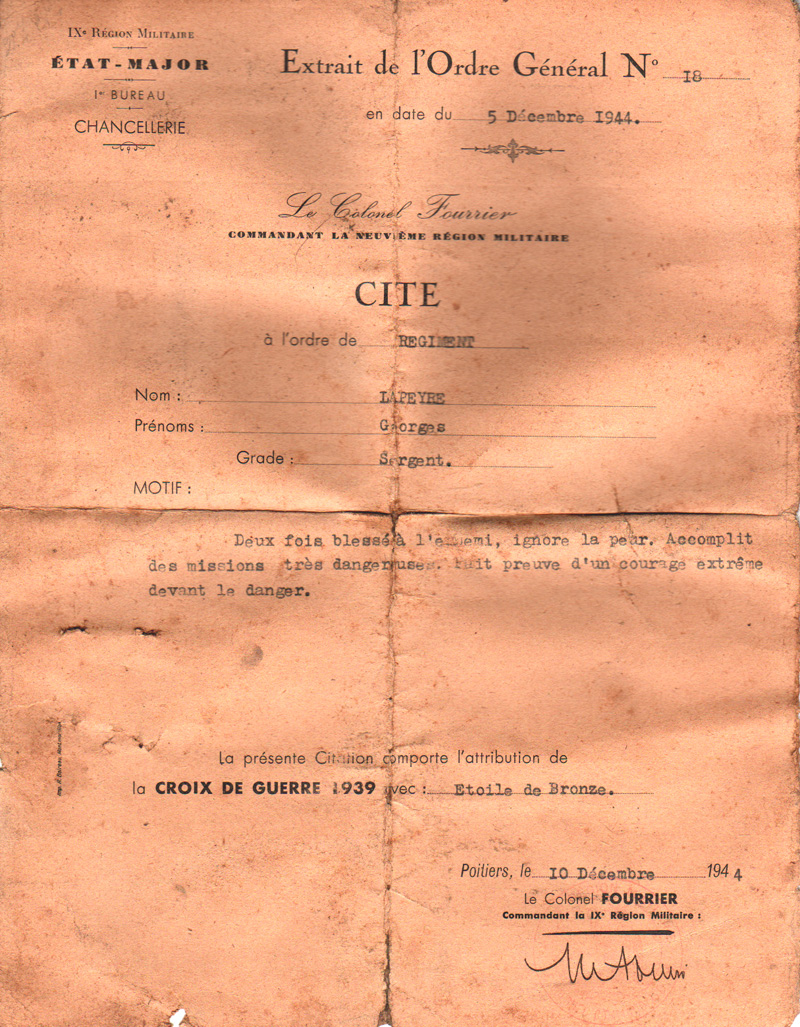 IXe RÉGION MILITAIRE
ÉTAT-MAJOR
Ier BUREAU
CHANCELLERIE
Extrait de l'Ordre Général N° 18
en date du 5 Décembre 1944.
Le Colonel Fourrier
COMMANDANT LA NEUVIÈME RÉGION MILITAIRE
CITE
à l'ordre de REGIMENT
Nom : LAPEYRE
Prénoms : Georges
Grade : Sergent.
MOTIF :
Deux fois blessé à l'ennemi, ignore la peur. Accomplit
des missions très dangereuses. Fait preuve d'un courage extrême
devant le danger.
La présente Citation comporte l'attribution de
la CROIX DE GUERRE 1939 avec : Etoile de Bronze.
Poitiers, le 10 Décembre 1944
Le Colonel FOURRIER
Commandant la IXe Région Militaire :